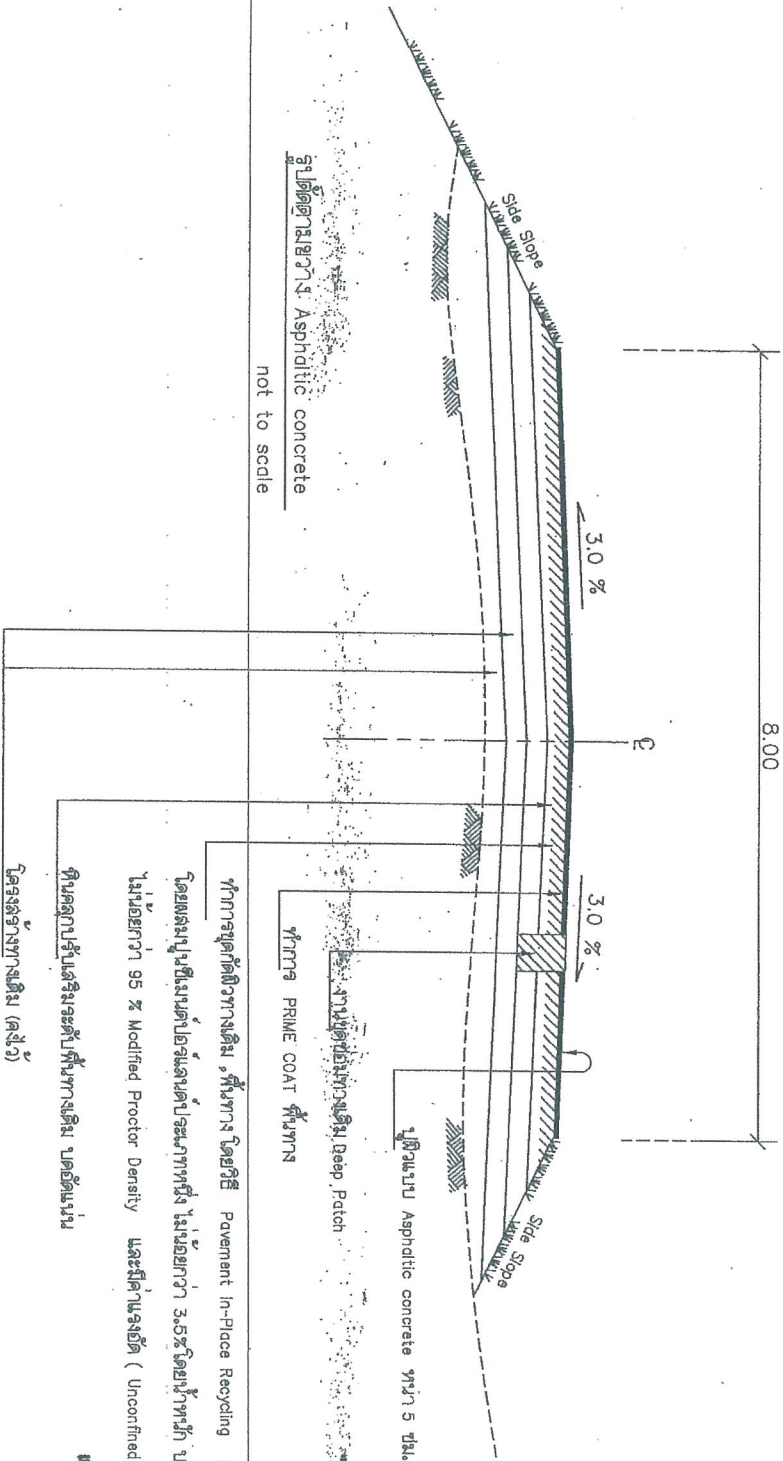 8.00
3.0 %
3.0 %
Side Slope
Side Slope
ปูผิวแบบ Asphaltic concrete หนา 5 ซม.
งานขุดซ่อมทางเดิม Deep Patch
ทำการ PRIME COAT พื้นทาง
ทำการขุดกัดผิวทางเดิม , พื้นทาง โดยวิธี Pavement In-Place Recycling
โดยผสมปูนซีเมนต์ปอร์ตแลนด์ประเภทหนึ่ง ไม่น้อยกว่า 3.5% โดยน้ำหนัก
ไม่น้อยกว่า 95 % Modified Proctor Density และมีค่าแรงอัด ( Unconfined
หินคลุกปรับเสริมระดับพื้นทางเดิม บดอัดแน่น
โครงสร้างทางเดิม (คงไว้)
รูปตัดตามขวาง Asphaltic concrete
not to scale